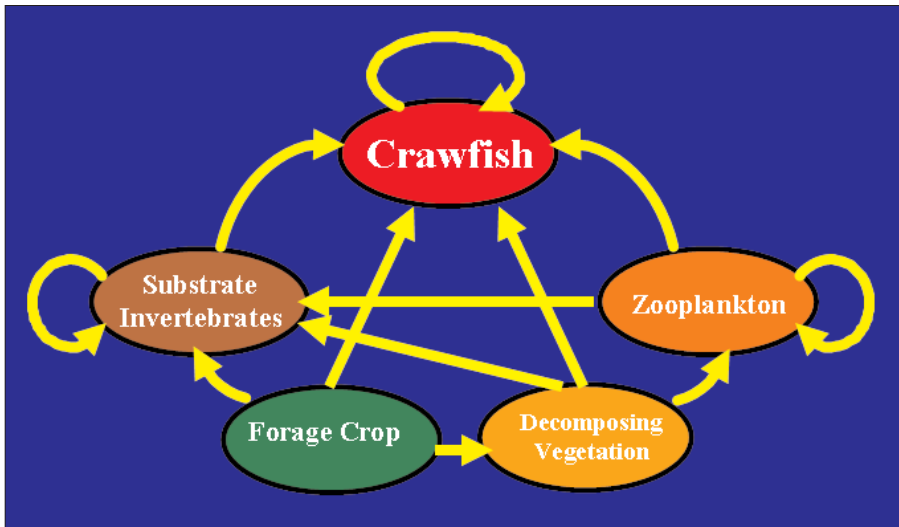 Crawfish
Substrate
Invertebrates
Zooplankton
Forage Crop
Decomposing
Vegetation